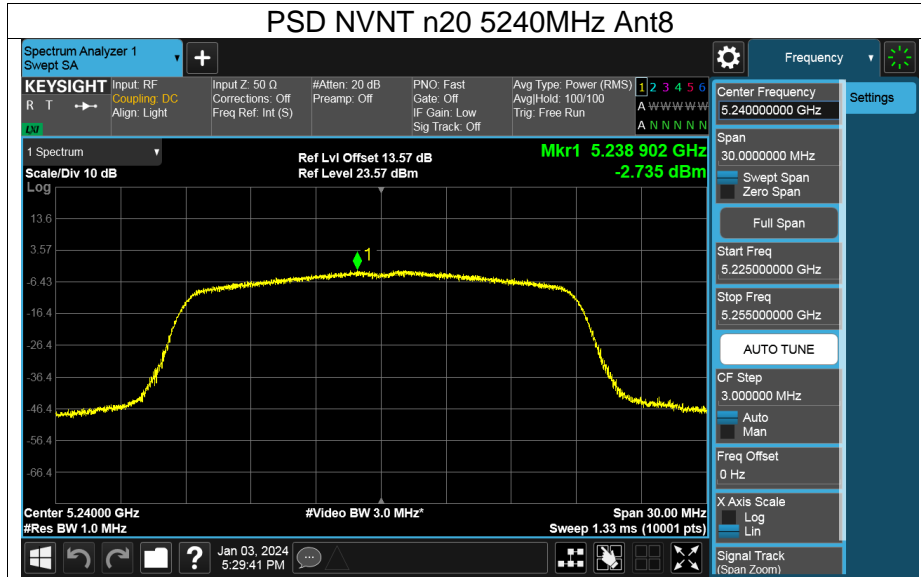 PSD NVNT n20 5240MHz Ant8
Spectrum Analyzer 1
Swept SA
+
Frequency
KEYSIGHT
R T
LXI
Input: RF
Coupling: DC
Align: Light
Input Z: 50 Ω
Corrections: Off
Freq Ref: Int (S)
#Atten: 20 dB
Preamp: Off
PNO: Fast
Gate: Off
IF Gain: Low
Sig Track: Off
Avg Type: Power (RMS)
Avg|Hold: 100/100
Trig: Free Run
1 2 3 4 5 6
A W W W W W
A N N N N N
1 Spectrum
Scale/Div 10 dB
Log
Ref Lvl Offset 13.57 dB
Ref Level 23.57 dBm
Mkr1 5.238 902 GHz
-2.735 dBm
1
13.6
3.57
-6.43
-16.4
-26.4
-36.4
-46.4
-56.4
-66.4
Center 5.24000 GHz
#Res BW 1.0 MHz
#Video BW 3.0 MHz*
Span 30.00 MHz
Sweep 1.33 ms (10001 pts)
?
Jan 03, 2024
5:29:41 PM
Center Frequency
5.240000000 GHz
Span
30.0000000 MHz
Swept Span
Zero Span
Full Span
Start Freq
5.225000000 GHz
Stop Freq
5.255000000 GHz
AUTO TUNE
CF Step
3.000000 MHz
Auto
Man
Freq Offset
0 Hz
X Axis Scale
Log
Lin
Signal Track
(Span Zoom)
Settings